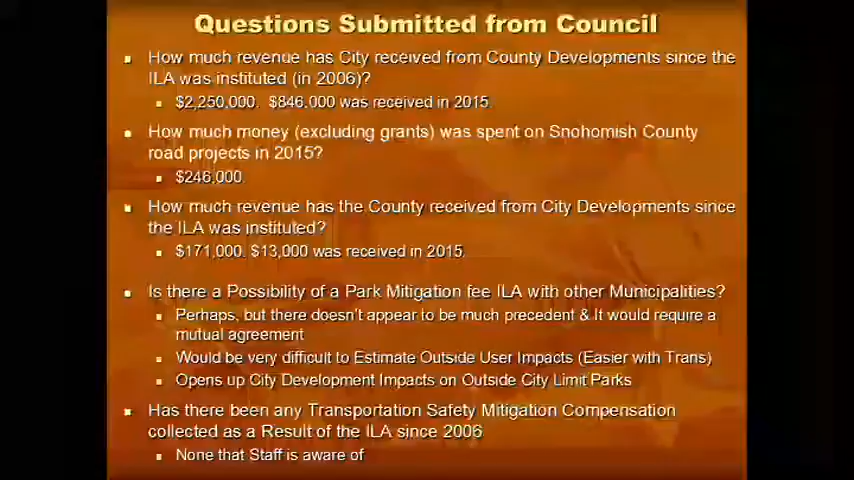 Questions Submitted from Council
How much revenue has City received from County Developments since the
ILA was instituted (in 2006)?
$2,250,000. $846,000 was received in 2015.
How much money (excluding grants) was spent on Snohomish County
road projects in 2015?
$246,000.
How much revenue has the County received from City Developments since
the ILA was instituted?
$171,000. $13,000 was received in 2015.
Is there a Possibility of a Park Mitigation fee ILA with other Municipalities?
Perhaps, but there doesn't appear to be much precedent & It would require a
mutual agreement
Would be very difficult to Estimate Outside User Impacts (Easier with Trans)
Opens up City Development Impacts on Outside City Limit Parks
Has there been any Transportation Safety Mitigation Compensation
collected as a Result of the ILA since 2006
None that Staff is aware of